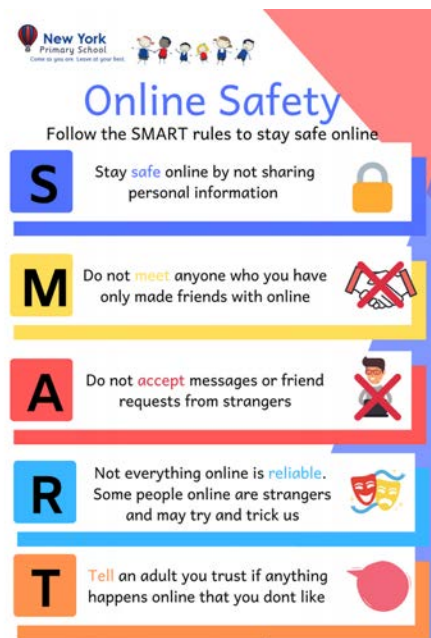 New York
Primary School
Come as you are. Leave at your best.
Online Safety
Follow the SMART rules to stay safe online
S
Stay safe online by not sharing
personal information
M
Do not meet anyone who you have
only made friends with online
A
Do not accept messages or friend
requests from strangers
R
Not everything online is reliable.
Some people online are strangers
and may try and trick us
T
Tell an adult you trust if anything
happens online that you dont like